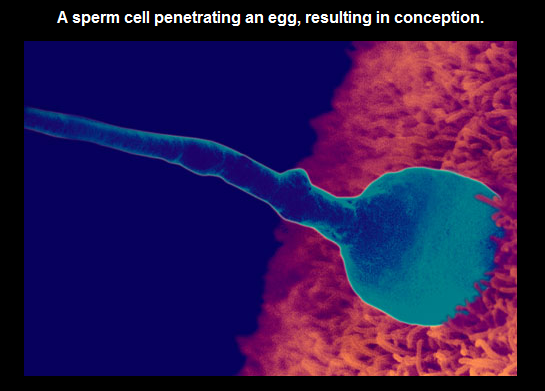 A sperm cell penetrating an egg, resulting in conception.